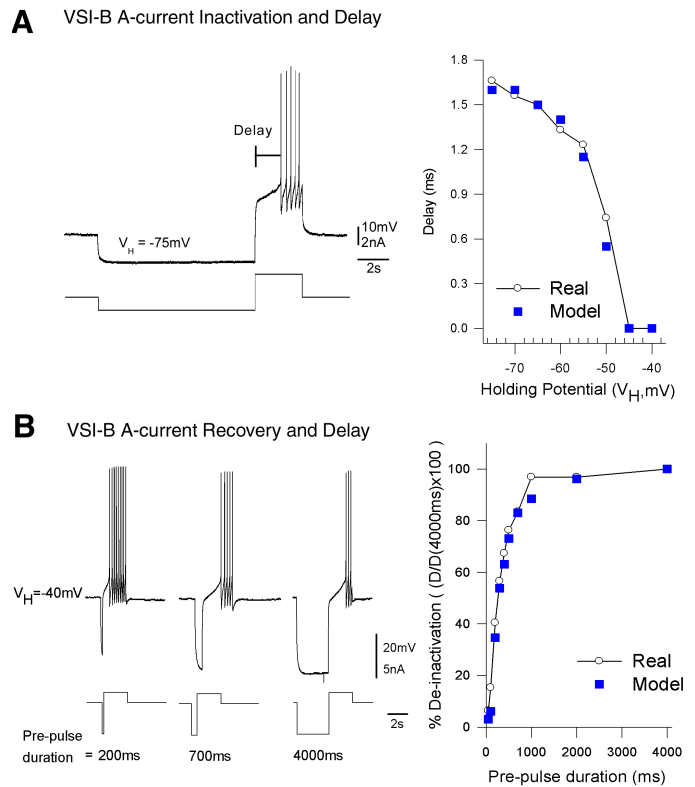 A
VSI-B A-current Inactivation and Delay
Delay
VH = -75mV
10mV
2nA
2s
1.8
1.5
1.2
0.9
0.6
0.3
0.0
Delay (ms)
Real
Model
-70 -60 -50 -40
Holding Potential (VH,mV)
B
VSI-B A-current Recovery and Delay
VH=-40mV
20mV
5nA
2s
Pre-pulse
duration = 200ms 700ms 4000ms
100
80
60
40
20
0
% De-inactivation ( (D/D(4000ms)x100 )
Real
Model
0 1000 2000 3000 4000
Pre-pulse duration (ms)